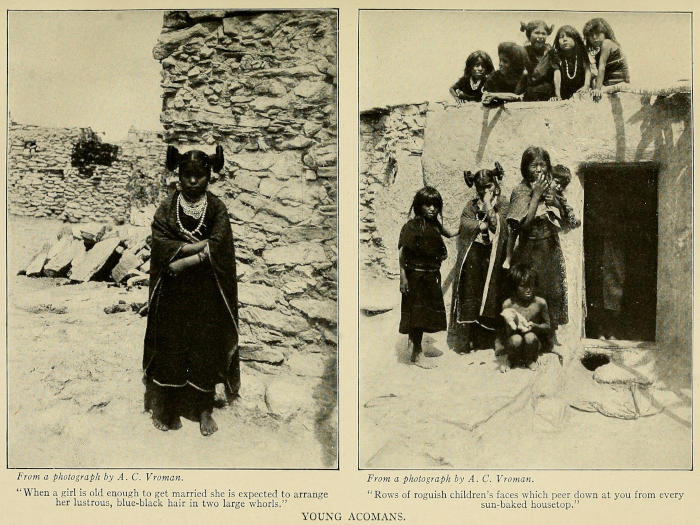 From a photograph by A. C. Vroman.
"When a girl is old enough to get married she is expected to arrange
her lustrous, blue-black hair in two large whorls."
From a photograph by A. C. Vroman.
"Rows of roguish children's faces which peer down at you from every
sun-baked housetop."
YOUNG ACOMANS.